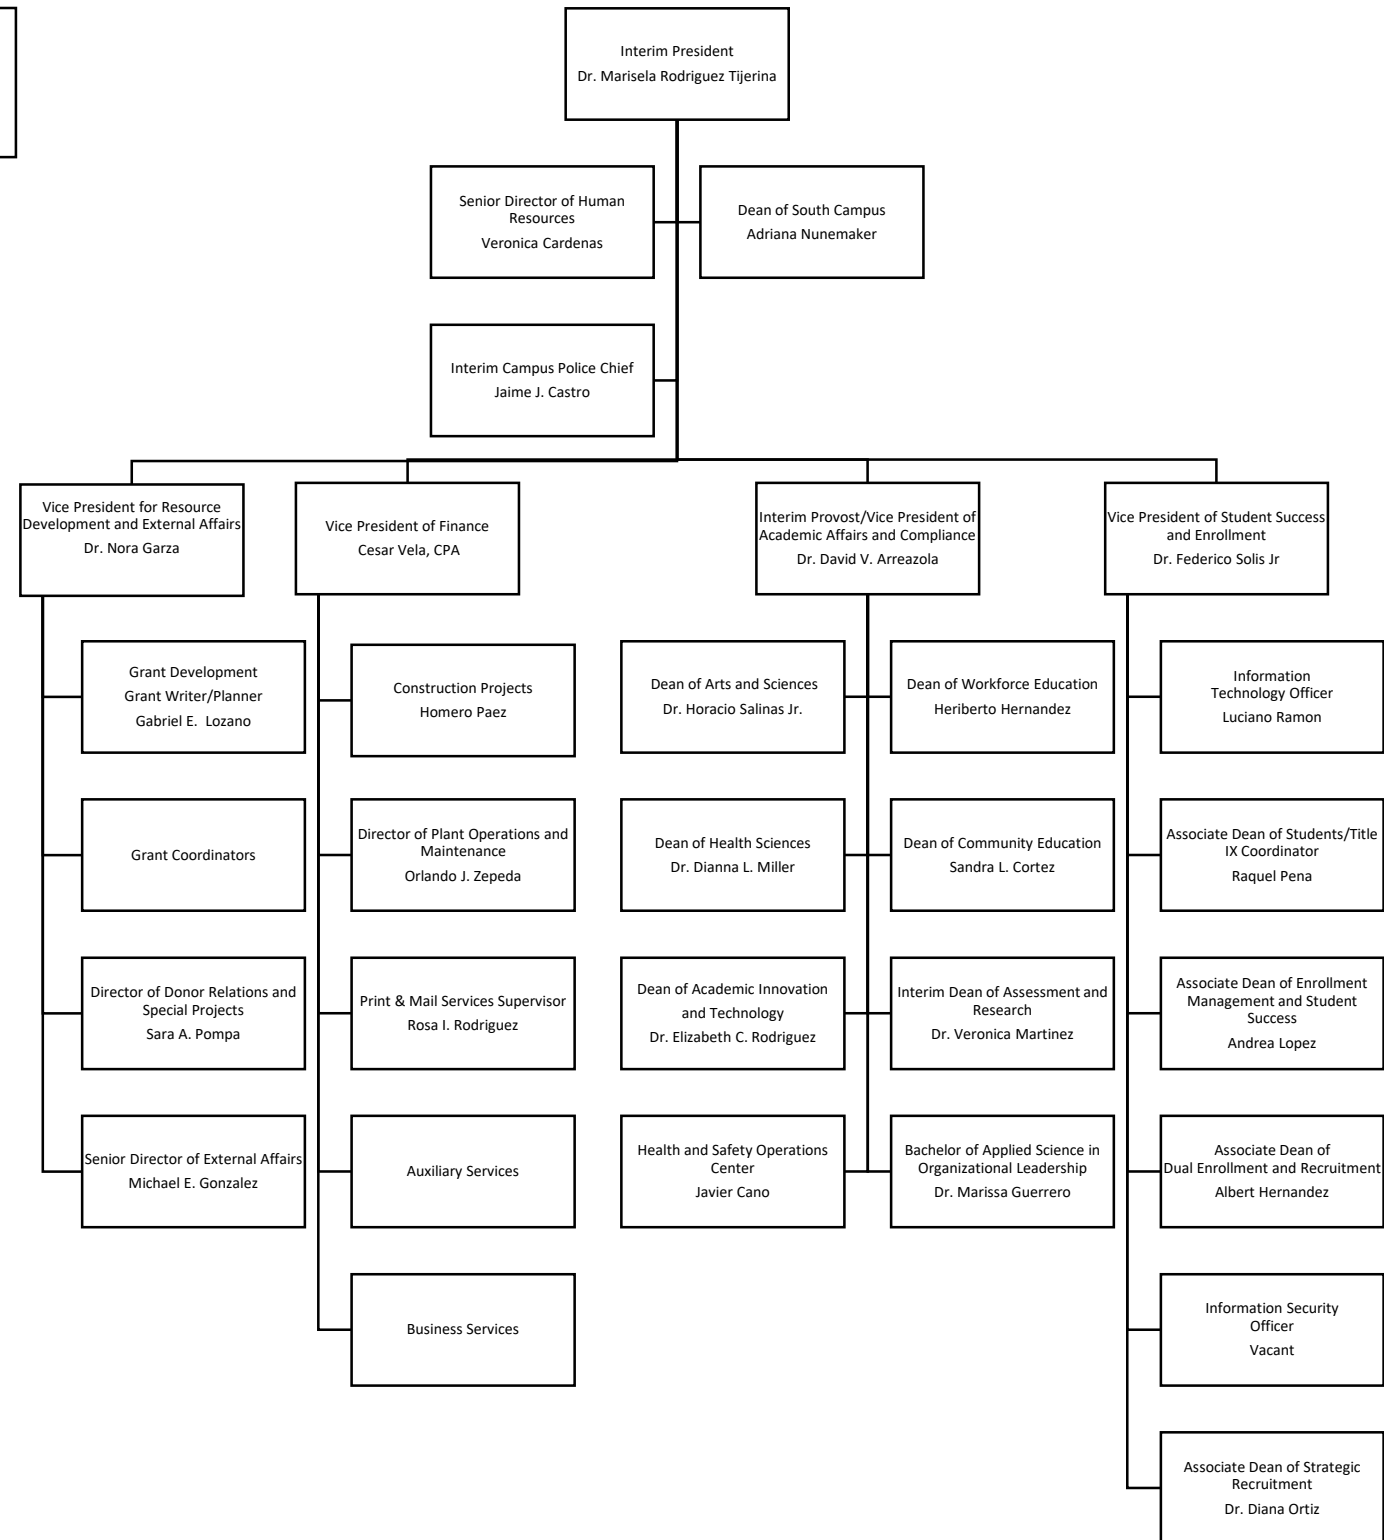 Interim President
Dr. Marisela Rodriguez Tijerina
Senior Director of Human
Resources
Veronica Cardenas
Dean of South Campus
Adriana Nunemaker
Interim Campus Police Chief
Jaime J. Castro
Vice President for Resource
Development and External Affairs
Dr. Nora Garza
Vice President of Finance
Cesar Vela, CPA
Interim Provost/Vice President of
Academic Affairs and Compliance
Dr. David V. Arreazola
Vice President of Student Success
and Enrollment
Dr. Federico Solis Jr
Grant Development
Grant Writer/Planner
Gabriel E. Lozano
Construction Projects
Homero Paez
Dean of Arts and Sciences
Dr. Horacio Salinas Jr.
Dean of Workforce Education
Heriberto Hernandez
Information
Technology Officer
Luciano Ramon
Grant Coordinators
Director of Plant Operations and
Maintenance
Orlando J. Zepeda
Dean of Health Sciences
Dr. Dianna L. Miller
Dean of Community Education
Sandra L. Cortez
Associate Dean of Students/Title
IX Coordinator
Raquel Pena
Director of Donor Relations and
Special Projects
Sara A. Pompa
Print & Mail Services Supervisor
Rosa I. Rodriguez
Dean of Academic Innovation
and Technology
Dr. Elizabeth C. Rodriguez
Interim Dean of Assessment and
Research
Dr. Veronica Martinez
Associate Dean of Enrollment
Management and Student
Success
Andrea Lopez
Senior Director of External Affairs
Michael E. Gonzalez
Auxiliary Services
Health and Safety Operations
Center
Javier Cano
Bachelor of Applied Science in
Organizational Leadership
Dr. Marissa Guerrero
Associate Dean of
Dual Enrollment and Recruitment
Albert Hernandez
Business Services
Information Security
Officer
Vacant
Associate Dean of Strategic
Recruitment
Dr. Diana Ortiz